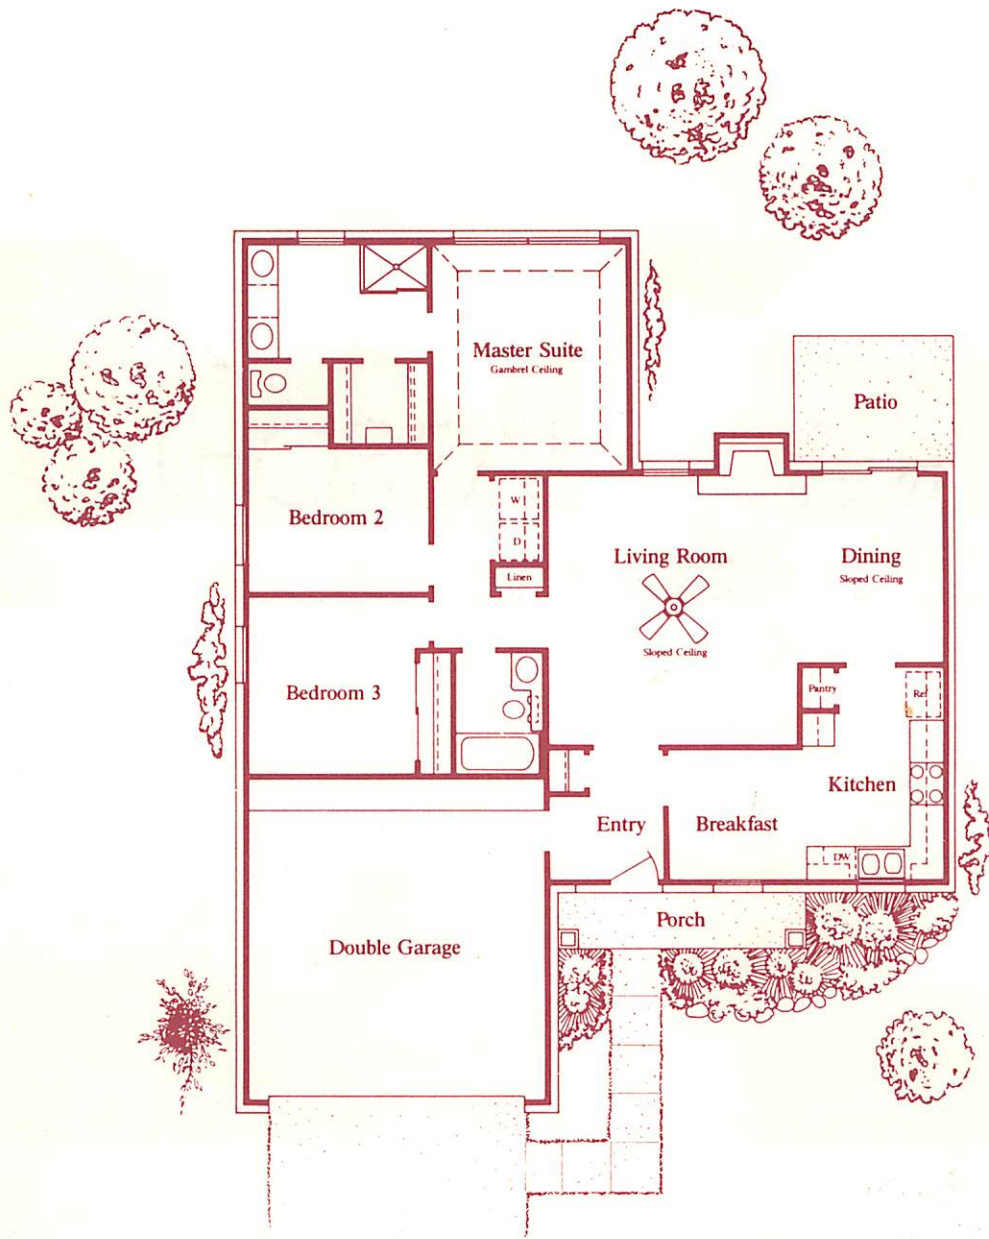 Master Suite
Gambrel Ceiling
Patio
Bedroom 2
W
D
Linen
Living Room
Sloped Ceiling
Dining
Sloped Ceiling
Bedroom 3
Pantry
Ref
Kitchen
Entry
Breakfast
DW
Porch
Double Garage